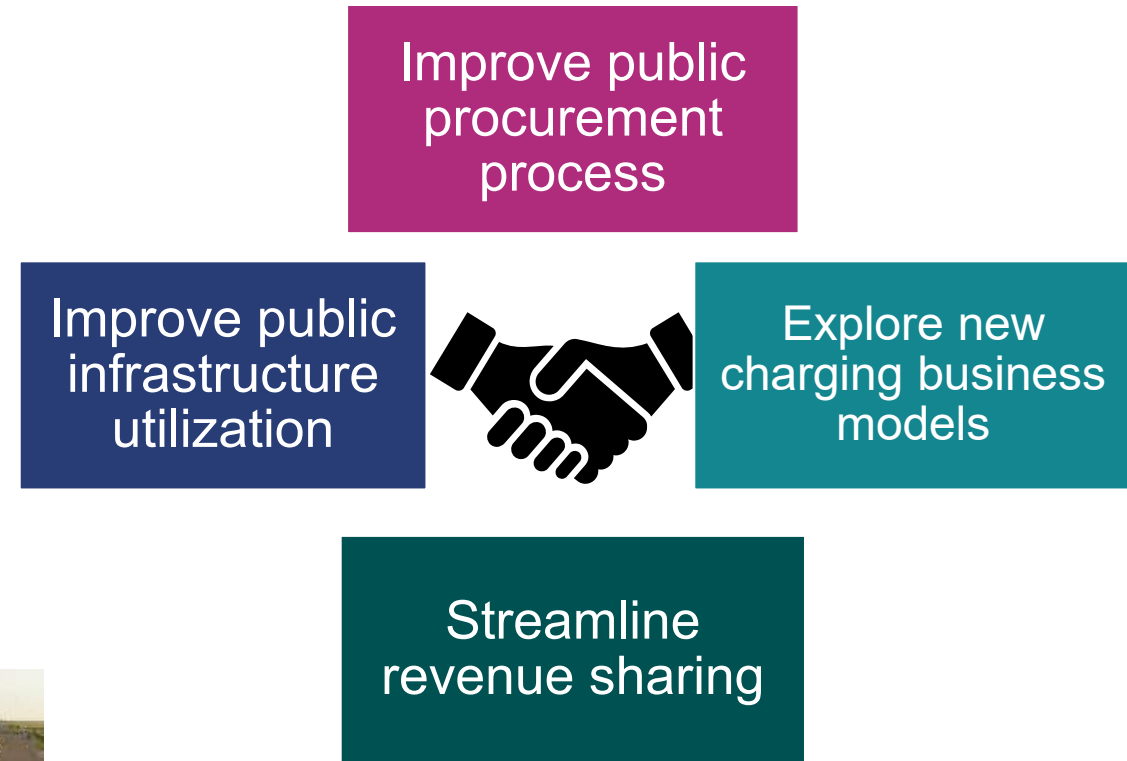 Improve public
procurement
process
Improve public
infrastructure
utilization
Explore new
charging business
models
Streamline
revenue sharing